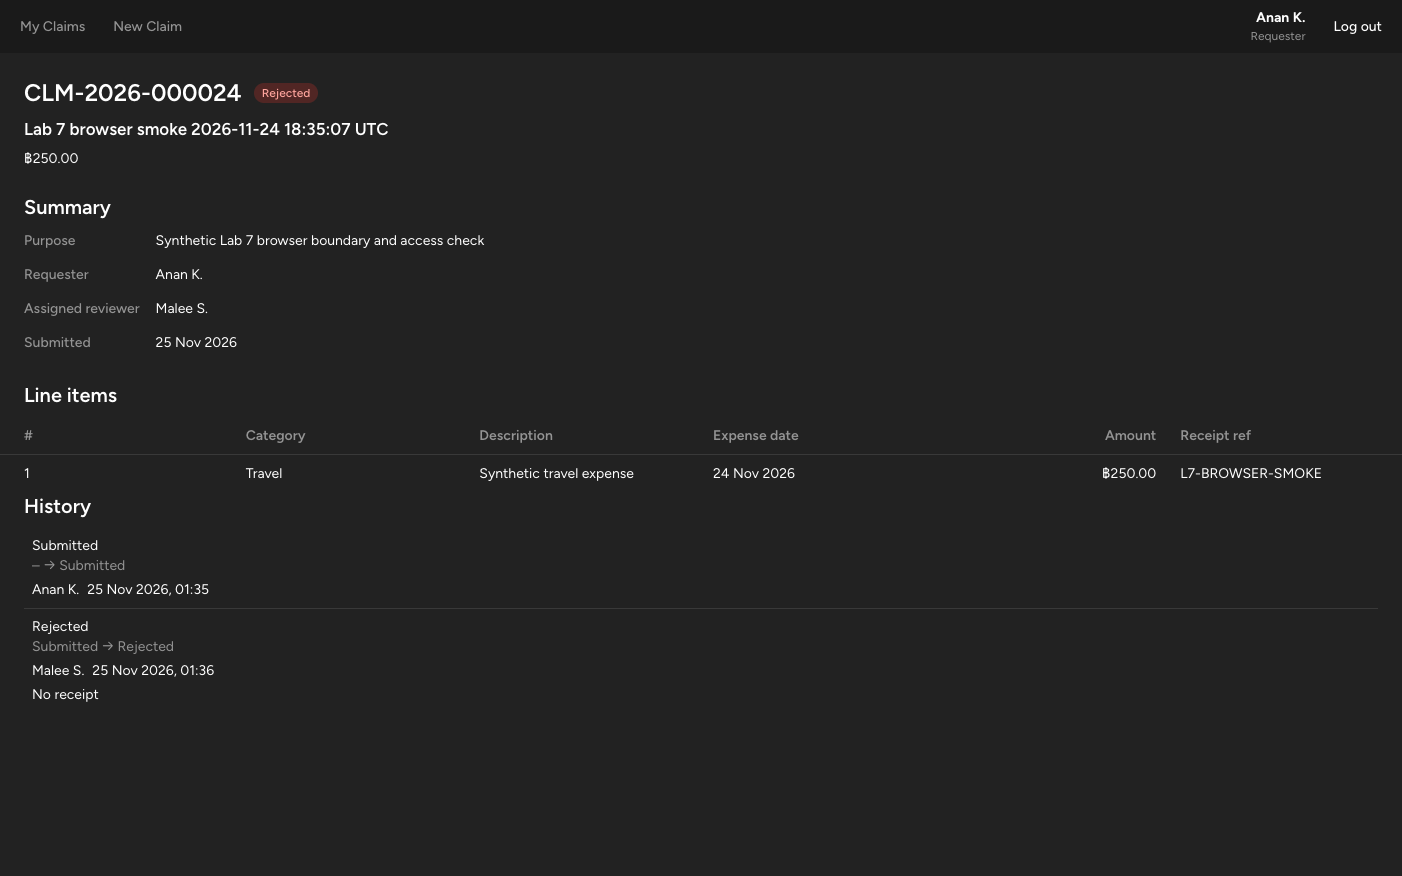 My Claims New Claim Anan K. Log out
Requester
CLM-2026-000024 Rejected
Lab 7 browser smoke 2026-11-24 18:35:07 UTC
฿250.00
Summary
Purpose Synthetic Lab 7 browser boundary and access check
Requester Anan K.
Assigned reviewer Malee S.
Submitted 25 Nov 2026
Line items
# Category Description Expense date Amount Receipt ref
1 Travel Synthetic travel expense 24 Nov 2026 ฿250.00 L7-BROWSER-SMOKE
History
Submitted
– → Submitted
Anan K. 25 Nov 2026, 01:35
Rejected
Submitted → Rejected
Malee S. 25 Nov 2026, 01:36
No receipt